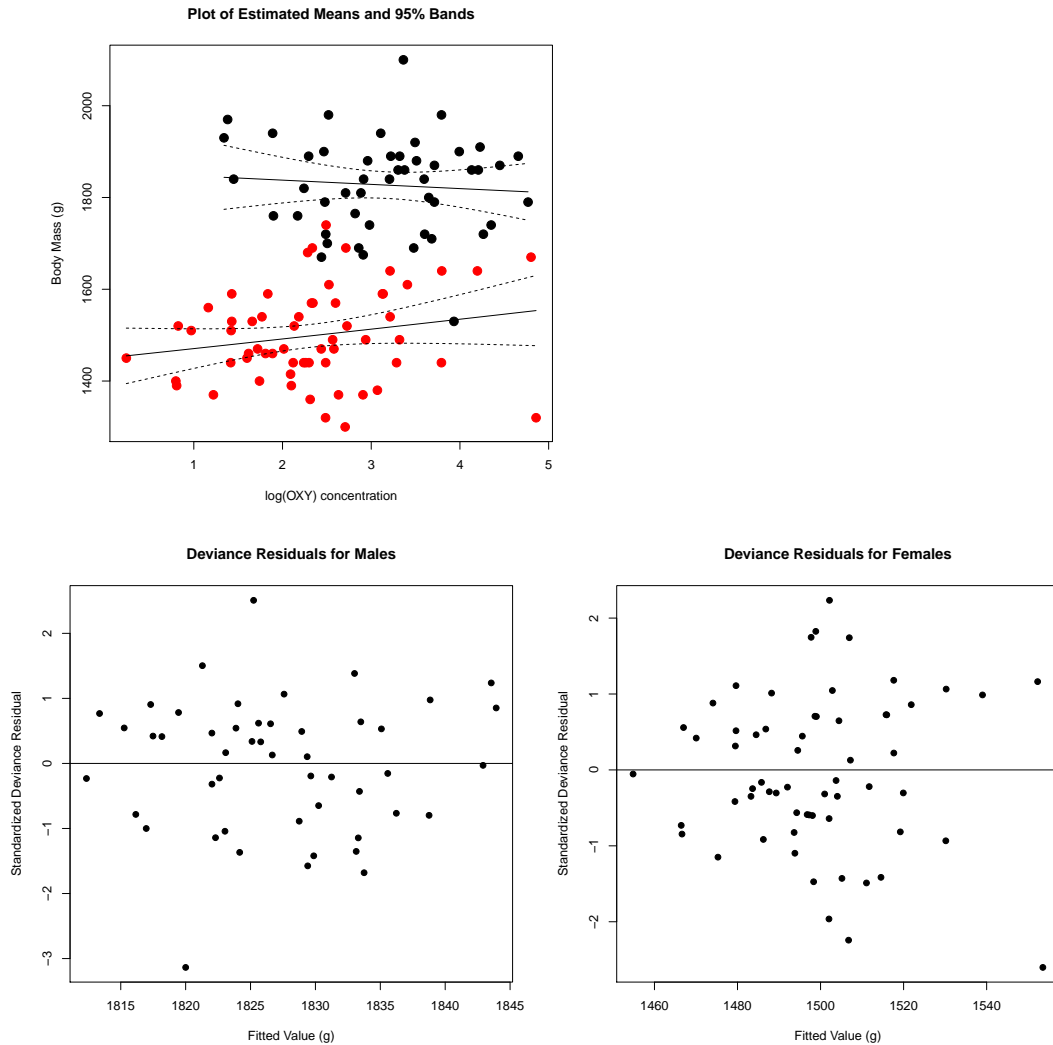 Plot of Estimated Means and 95% Bands
Body Mass (g)
2000
1800
1600
1400
1 2 3 4 5
log(OXY) concentration
Deviance Residuals for Males
Standardized Deviance Residual
2
1
0
-1
-2
-3
1815 1820 1825 1830 1835 1840 1845
Fitted Value (g)
Deviance Residuals for Females
Standardized Deviance Residual
2
1
0
-1
-2
1460 1480 1500 1520 1540
Fitted Value (g)